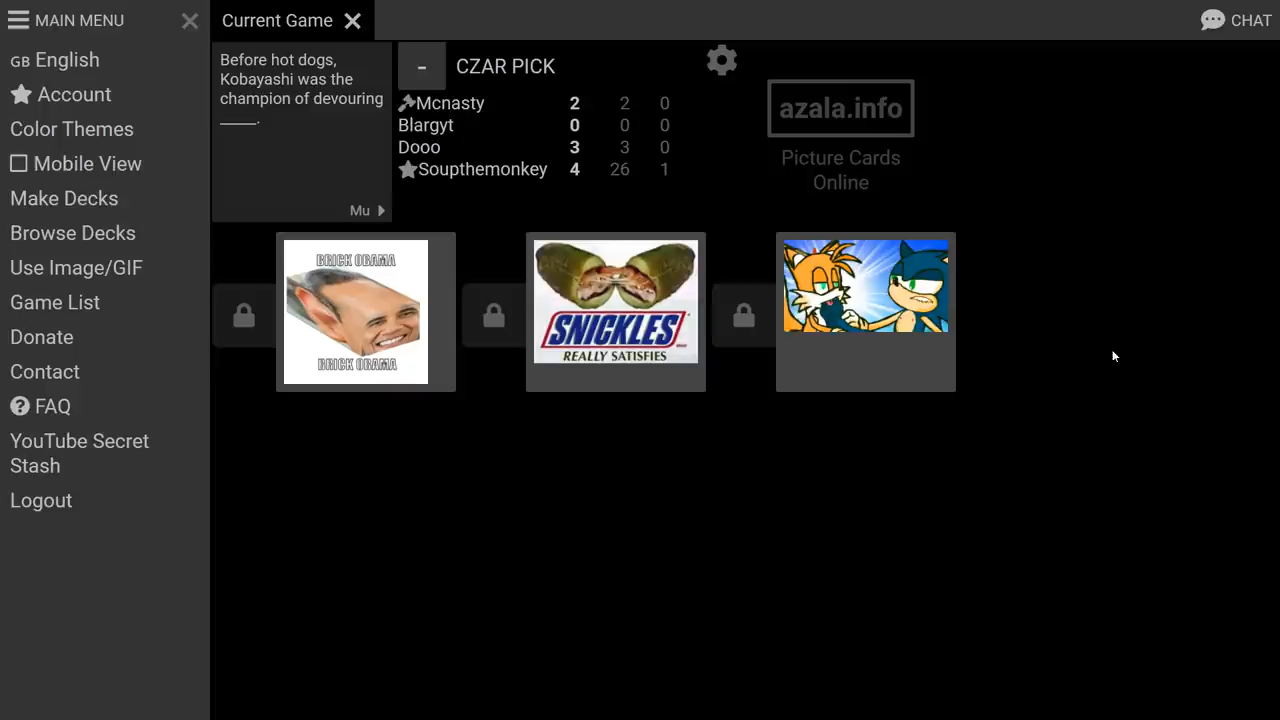 MAIN MENU
GB English
Account
Color Themes
Mobile View
Make Decks
Browse Decks
Use Image/GIF
Game List
Donate
Contact
FAQ
YouTube Secret
Stash
Logout
Current Game
CHAT
Before hot dogs,
Kobayashi was the
champion of devouring
_____.
Mu
- CZAR PICK
Mcnasty 2 2 0
Blargyt 0 0 0
Dooo 3 3 0
Soupthemonkey 4 26 1
azala.info
Picture Cards
Online
BRICK OBAMA
BRICK OBAMA
SNICKLES
REALLY SATISFIES